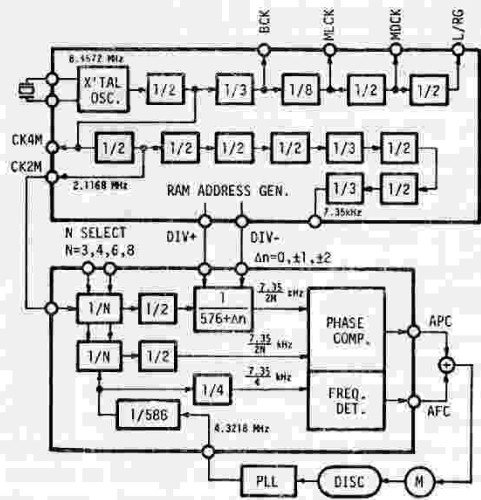 BCK
MLCK
MDCK
L/RG
8.4672 MHz
X'TAL
OSC.
1/2
1/3
1/8
1/2
1/2
CK4M
1/2
1/2
1/2
1/2
1/3
1/2
CK2M
2.1168 MHz
1/3
1/2
RAM ADDRESS GEN.
7.35kHz
N SELECT
N=3,4,6,8
DIV+
DIV-
Δn=0,±1,±2
1/N
1/2
1
576+Δn
7.35
2N kHz
PHASE
COMP.
APC
1/N
1/2
7.35
2N kHz
1/4
7.35
4 kHz
FREQ.
DET.
AFC
1/586
4.3218 MHz
PLL
DISC
M